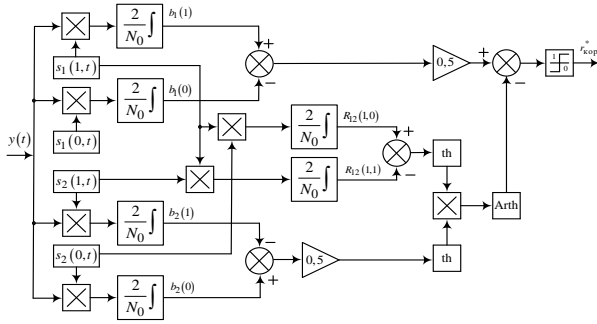 2/N₀ ∫ b₁(1)
+
−
s₁(1,t)
0,5
+
−
1
0
r*кор
2/N₀ ∫ b₁(0)
y(t)
s₁(0,t)
2/N₀ ∫ R₁₂(1,0)
+
−
th
s₂(1,t)
2/N₀ ∫ R₁₂(1,1)
2/N₀ ∫ b₂(1)
−
+
Arth
s₂(0,t)
0,5
th
2/N₀ ∫ b₂(0)